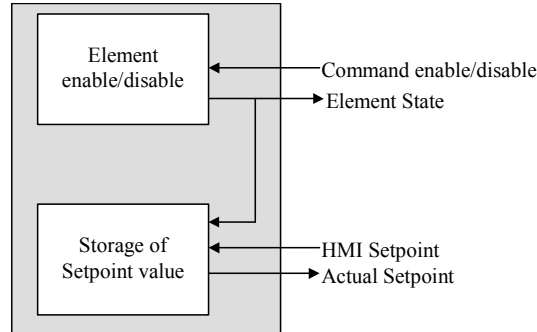 Element
enable/disable
Command enable/disable
Element State
Storage of
Setpoint value
HMI Setpoint
Actual Setpoint